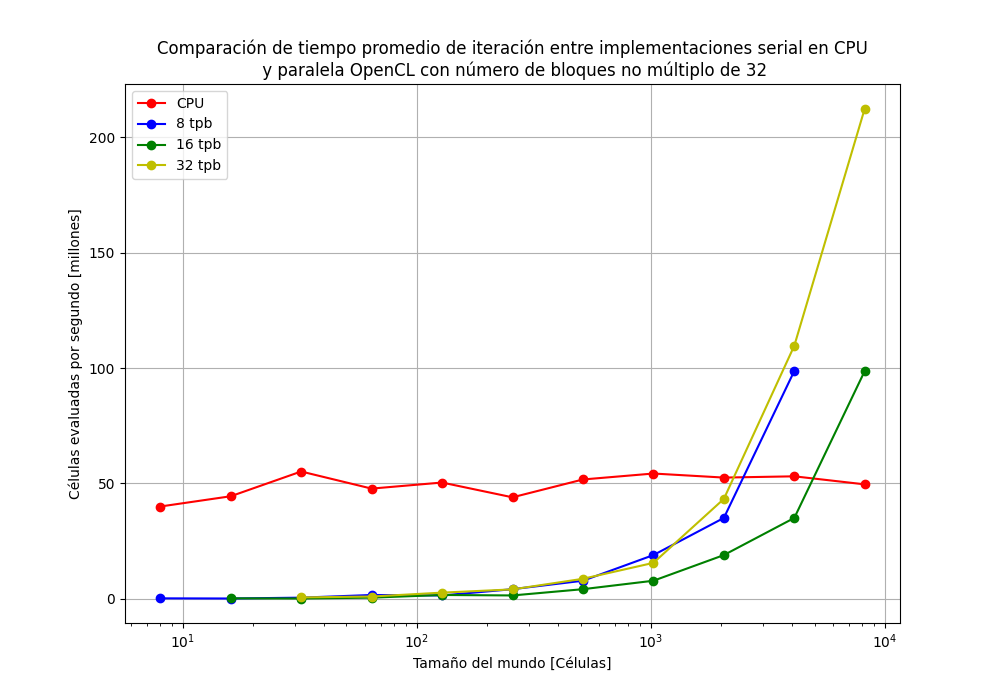 Comparación de tiempo promedio de iteración entre implementaciones serial en CPU
y paralela OpenCL con número de bloques no múltiplo de 32
CPU
8 tpb
16 tpb
32 tpb
Células evaluadas por segundo [millones]
200
150
100
50
0
10¹
10²
10³
10⁴
Tamaño del mundo [Células]